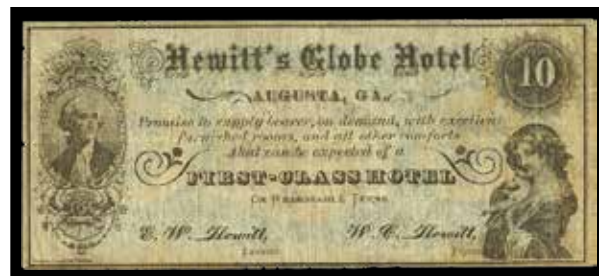 Hewitt's Globe Hotel
10
AUGUSTA, GA.
Promise to supply bearer, on demand, with excellent
furnished rooms, and all other comforts
that can be expected of a
FIRST-CLASS HOTEL
On Reasonable Terms
E. W. Hewitt, W. C. Hewitt,